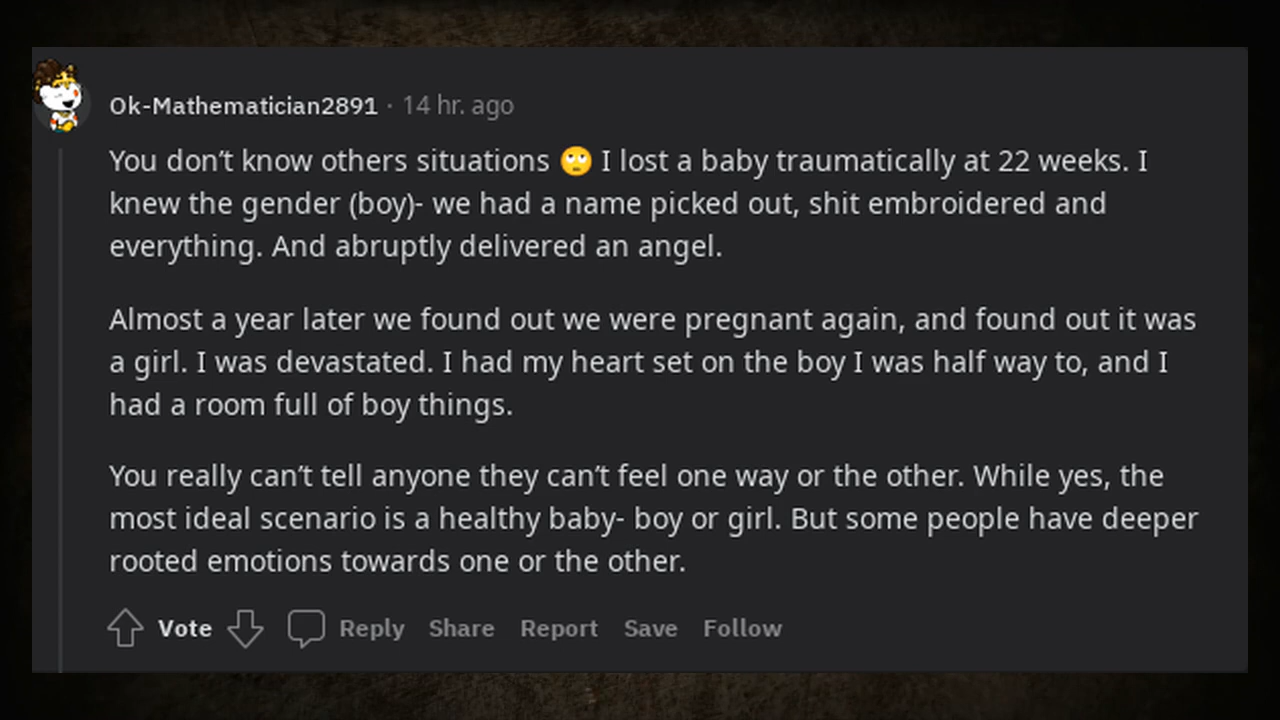 Ok-Mathematician2891 · 14 hr. ago
You don’t know others situations 🙄 I lost a baby traumatically at 22 weeks. I
knew the gender (boy)- we had a name picked out, shit embroidered and
everything. And abruptly delivered an angel.
Almost a year later we found out we were pregnant again, and found out it was
a girl. I was devastated. I had my heart set on the boy I was half way to, and I
had a room full of boy things.
You really can’t tell anyone they can’t feel one way or the other. While yes, the
most ideal scenario is a healthy baby- boy or girl. But some people have deeper
rooted emotions towards one or the other.
Vote Reply Share Report Save Follow